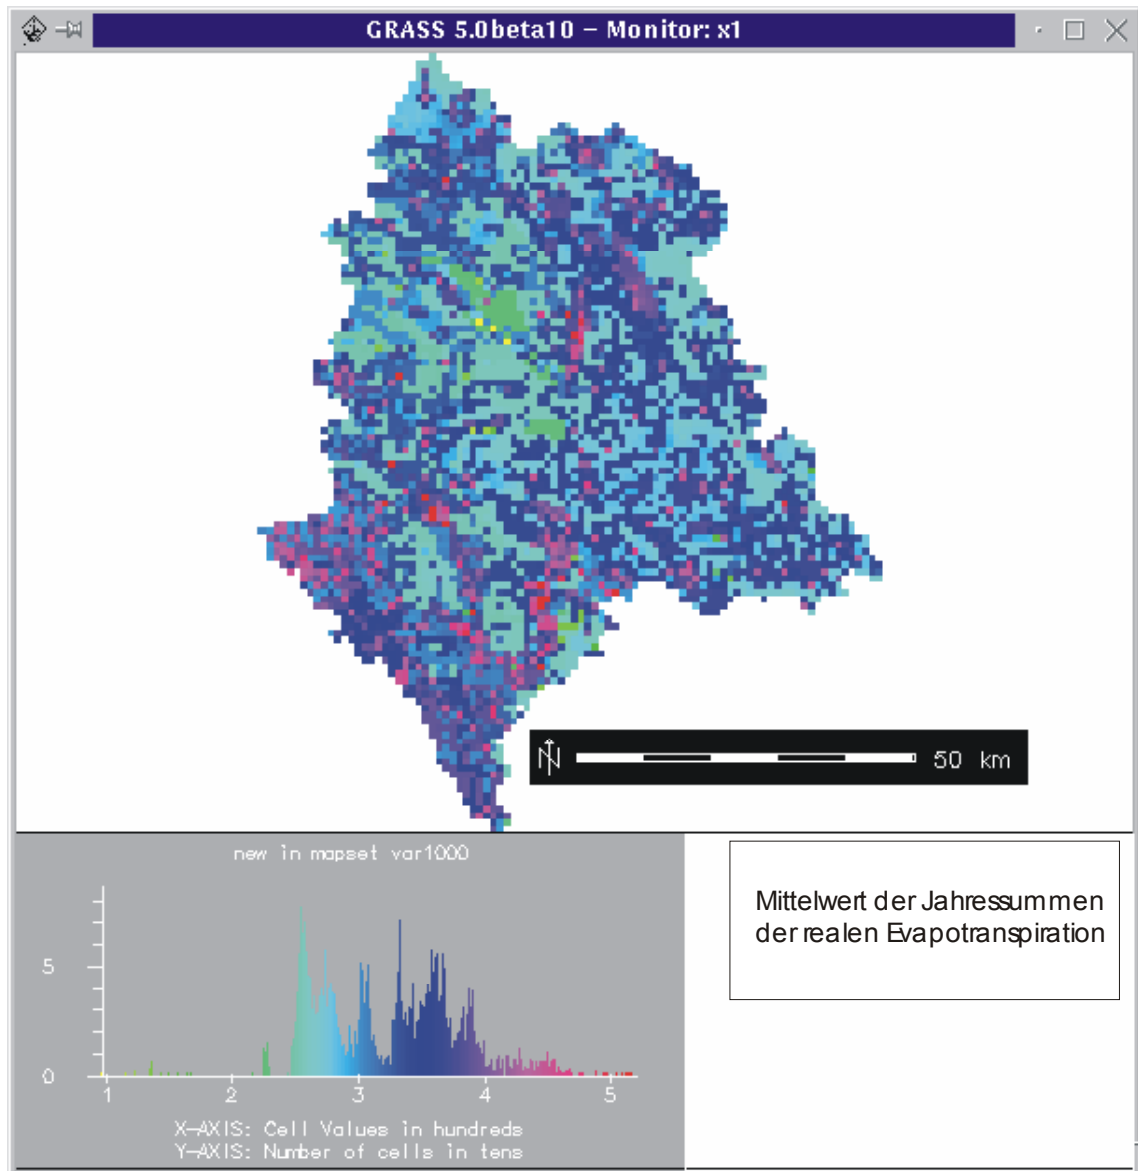 GRASS 5.0beta10 – Monitor: x1
N
50 km
new in mapset var1000
5
0
1 2 3 4 5
X-AXIS: Cell Values in hundreds
Y-AXIS: Number of cells in tens
Mittelwert der Jahressummen
der realen Evapotranspiration